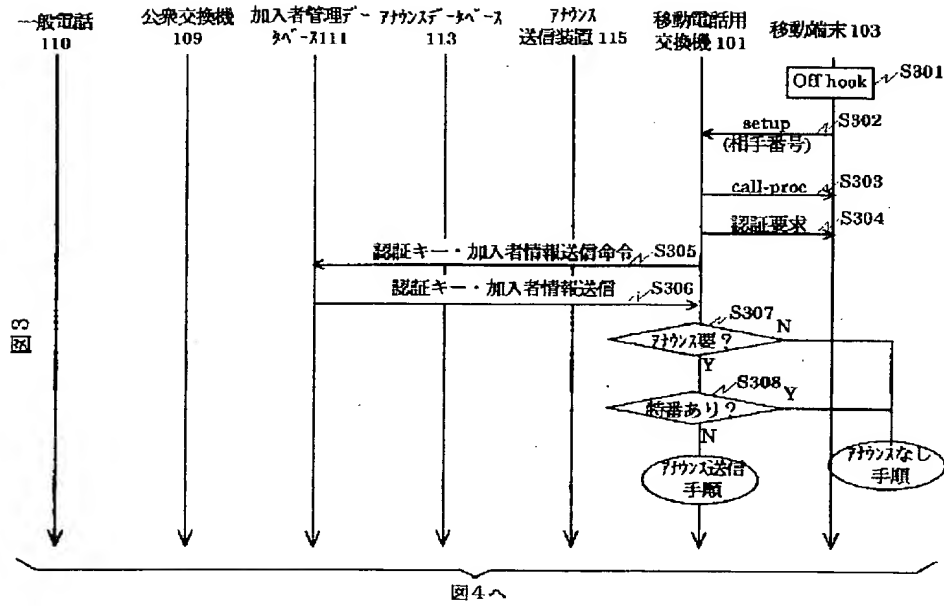 一般電話
110
公衆交換機
109
加入者管理デー
タベース111
アナウンスデータベース
113
アナウンス
送信装置 115
移動電話用
交換機 101
移動端末 103
Off hook
S301
setup
(相手番号)
S302
call-proc
S303
認証要求
S304
認証キー・加入者情報送信命令
S305
認証キー・加入者情報送信
S306
S307
アナウンス要?
N
Y
S308
特番あり?
Y
N
アナウンス送信
手順
アナウンスなし
手順
図3
図4へ